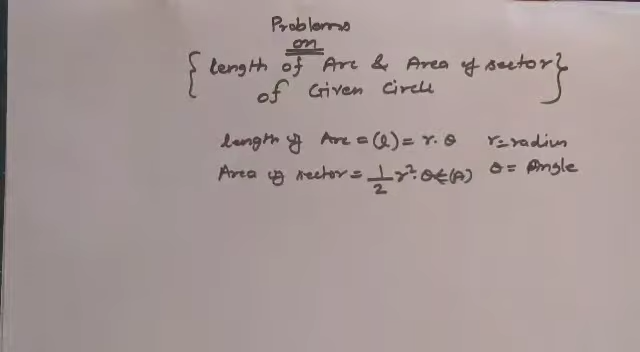 Problems
on
{ length of Arc & Area of sector }
of Given Circle
length of Arc = (l) = r. θ r = radius
Area of sector = 1/2 r². θ = (A) θ = Angle